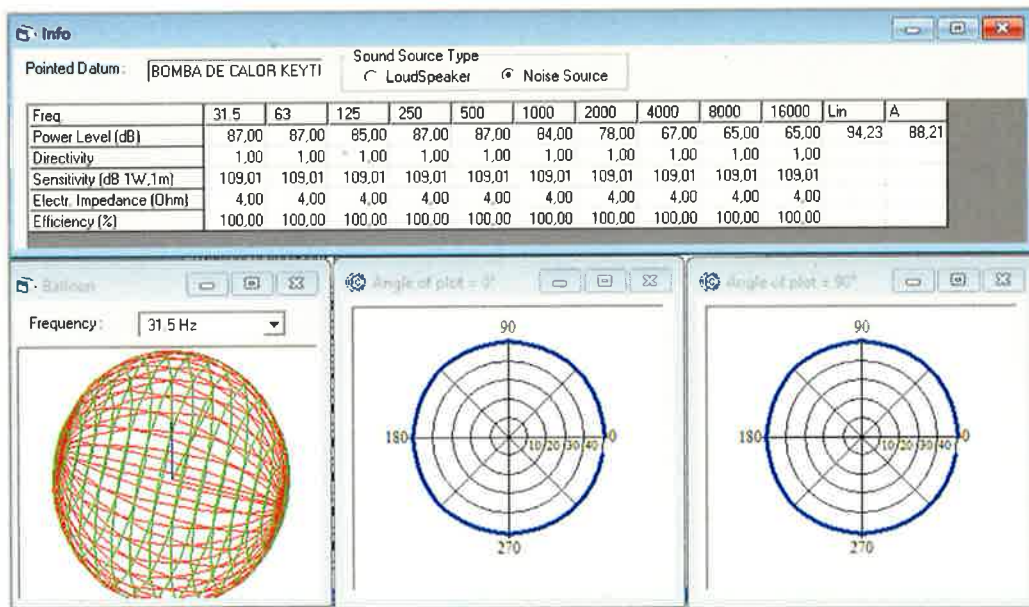 Info
Pointed Datum: BOMBA DE CALOR KEYTI
Sound Source Type
LoudSpeaker Noise Source
Freq 31.5 63 125 250 500 1000 2000 4000 8000 16000 Lin A
Power Level (dB) 87,00 87,00 85,00 87,00 87,00 84,00 78,00 67,00 65,00 65,00 94,23 88,21
Directivity 1,00 1,00 1,00 1,00 1,00 1,00 1,00 1,00 1,00 1,00
Sensitivity (dB 1W,1m) 109,01 109,01 109,01 109,01 109,01 109,01 109,01 109,01 109,01 109,01
Electr. Impedance (Ohm) 4,00 4,00 4,00 4,00 4,00 4,00 4,00 4,00 4,00 4,00
Efficiency (%) 100,00 100,00 100,00 100,00 100,00 100,00 100,00 100,00 100,00 100,00
Balloon
Frequency: 31.5 Hz
Angle of plot = 0°
90
180 10 20 30 40 0
270
Angle of plot = 90°
90
180 10 20 30 40 0
270